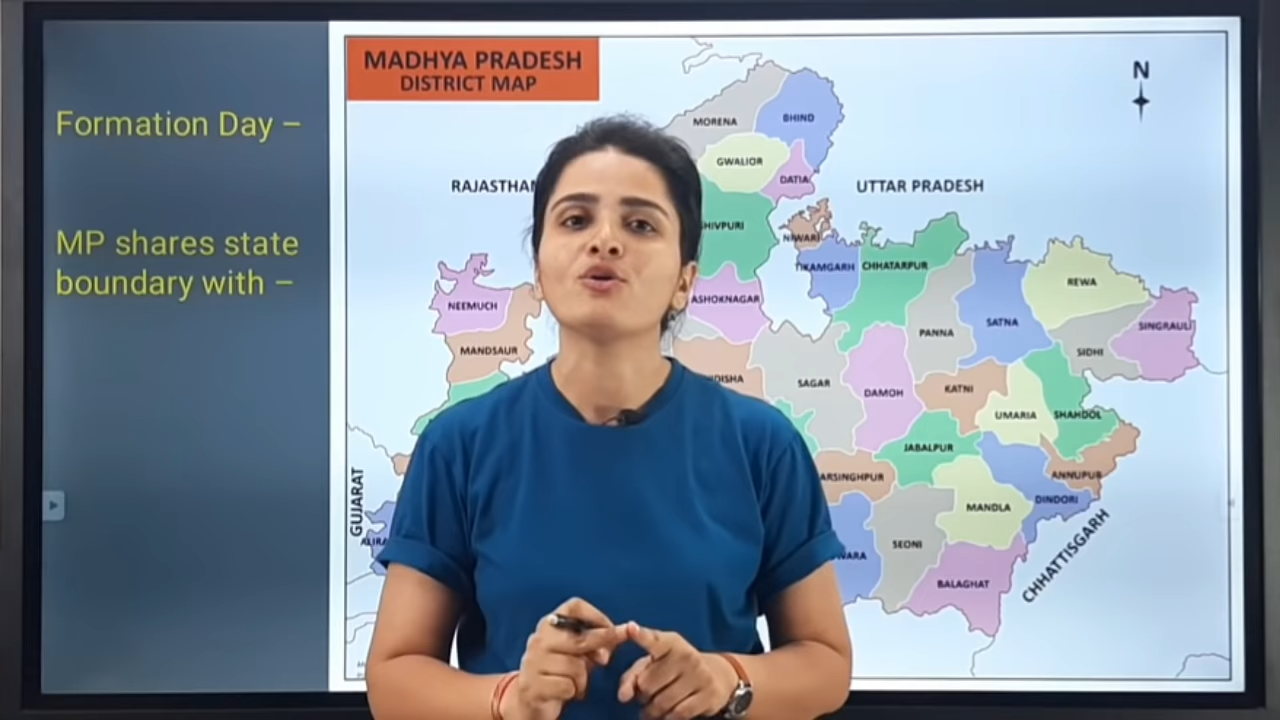 Formation Day –
MP shares state
boundary with –
MADHYA PRADESH
DISTRICT MAP
N
MORENA
BHIND
GWALIOR
DATIA
RAJASTHAN
UTTAR PRADESH
SHIVPURI
NIWARI
TIKAMGARH
CHHATARPUR
NEEMUCH
ASHOKNAGAR
REWA
PANNA
SATNA
SINGRAULI
MANDSAUR
SIDHI
SAGAR
DAMOH
KATNI
UMARIA
SHAHDOL
JABALPUR
ANNUPUR
MANDLA
DINDORI
GUJARAT
SEONI
BALAGHAT
CHHATTISGARH